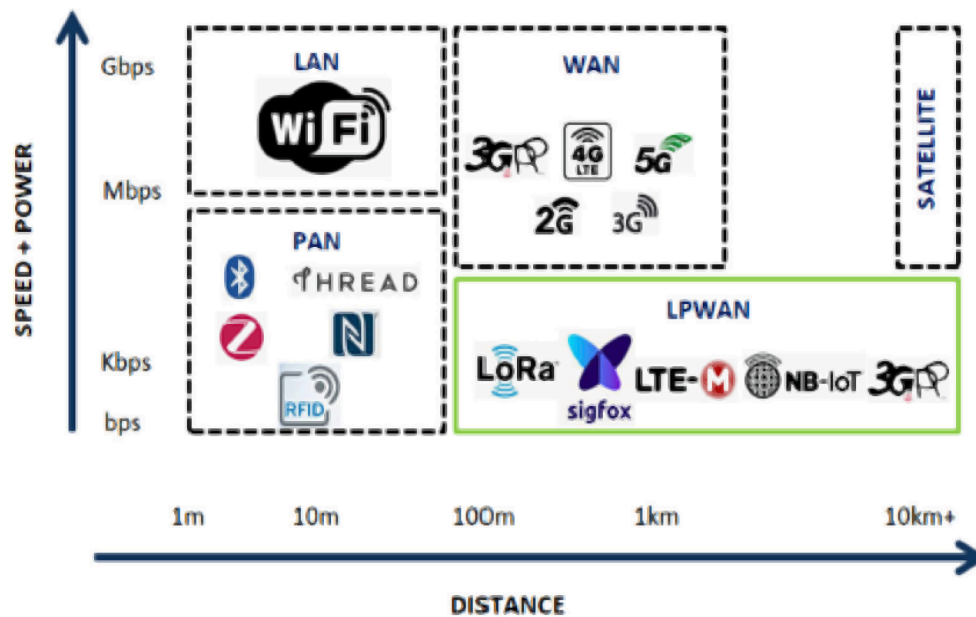 SPEED + POWER
Gbps
Mbps
Kbps
bps
LAN
WiFi
WAN
3GPP
4G
LTE
5G
2G
3G
SATELLITE
PAN
THREAD
RFID
LPWAN
LoRa
sigfox
LTE-M
NB-IoT
3GPP
1m
10m
100m
1km
10km+
DISTANCE